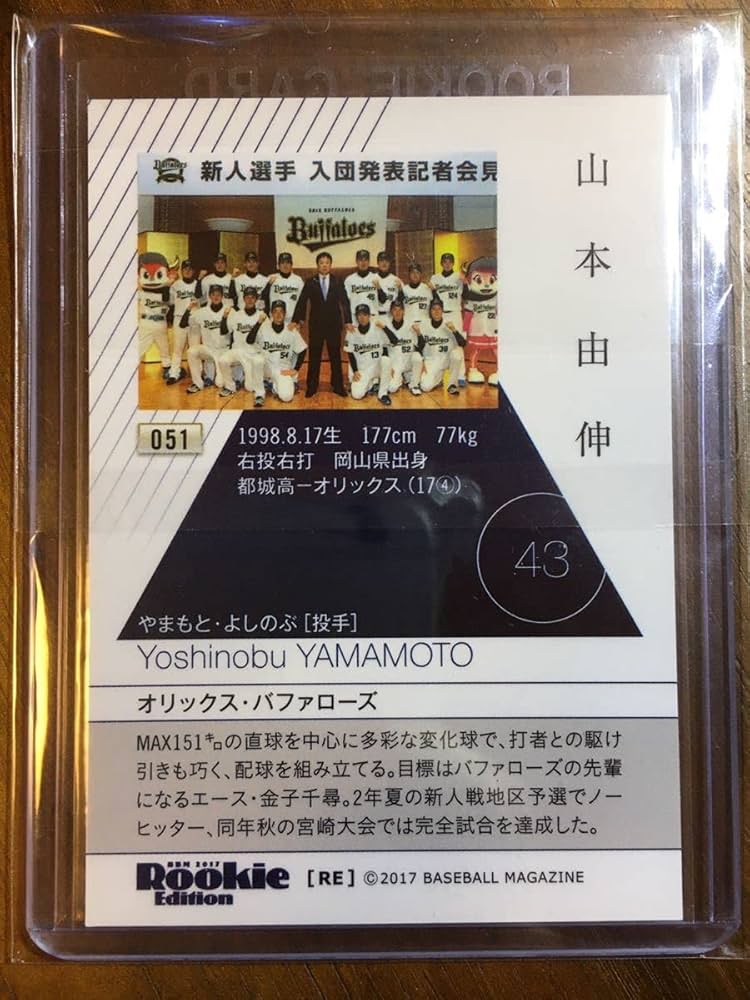 ROOKIE CARD
Buffaloes
新人選手 入団発表記者会見
ORIX BUFFALOES
Buffaloes
山本由伸
051
1998.8.17生 177cm 77kg
右投右打 岡山県出身
都城高ーオリックス(17④)
43
やまもと・よしのぶ[投手]
Yoshinobu YAMAMOTO
オリックス・バファローズ
MAX151㌔の直球を中心に多彩な変化球で、打者との駆け
引きも巧く、配球を組み立てる。目標はバファローズの先輩
になるエース・金子千尋。2年夏の新人戦地区予選でノー
ヒッター、同年秋の宮崎大会では完全試合を達成した。
BBM 2017
Rookie
Edition
[RE] ©2017 BASEBALL MAGAZINE